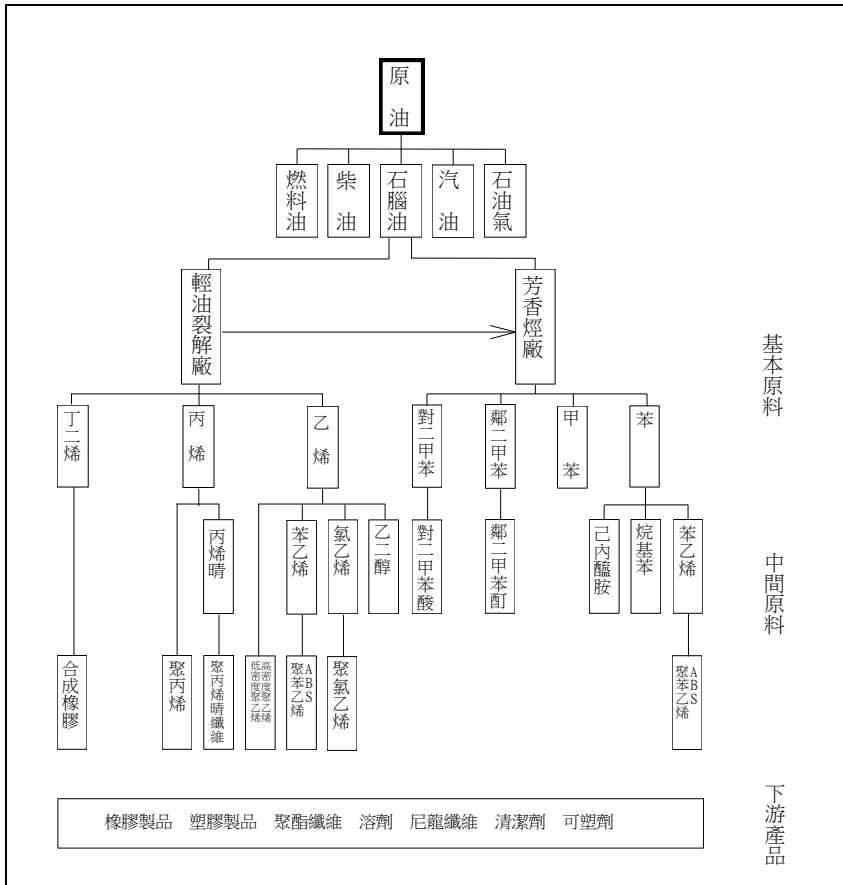 原油
燃料油
柴油
石腦油
汽油
石油氣
輕油裂解廠
芳香烴廠
基本原料
丁二烯
丙烯
乙烯
對二甲苯
鄰二甲苯
甲苯
苯
丙烯晴
苯乙烯
氯乙烯
乙二醇
對二甲苯酸
鄰二甲苯酊
己內醯胺
烷基苯
苯乙烯
中間原料
合成橡膠
聚丙烯
聚丙烯晴纖維
高密度聚乙烯
低密度聚乙烯
ABS
聚苯乙烯
聚氯乙烯
ABS
聚苯乙烯
橡膠製品 塑膠製品 聚酯纖維 溶劑 尼龍纖維 清潔劑 可塑劑
下游產品